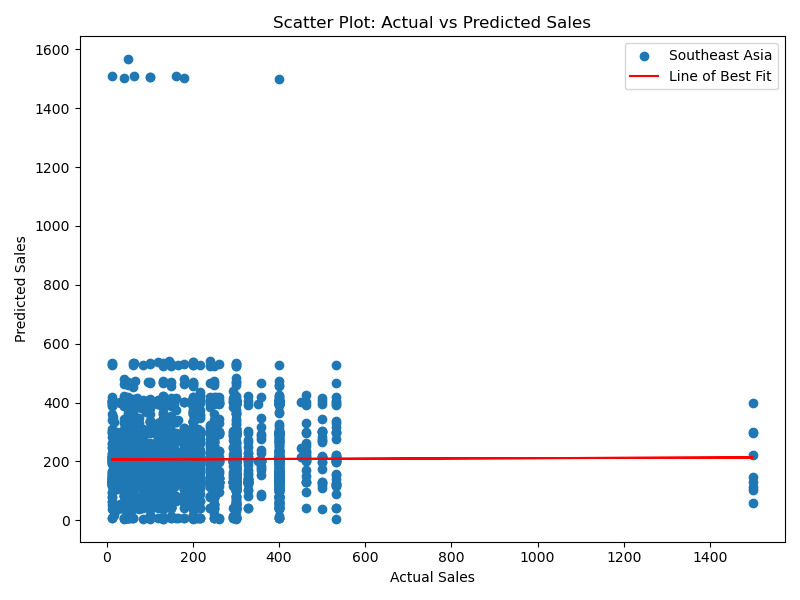 Scatter Plot: Actual vs Predicted Sales
Southeast Asia
Line of Best Fit
Predicted Sales
1600
1400
1200
1000
800
600
400
200
0
0 200 400 600 800 1000 1200 1400
Actual Sales